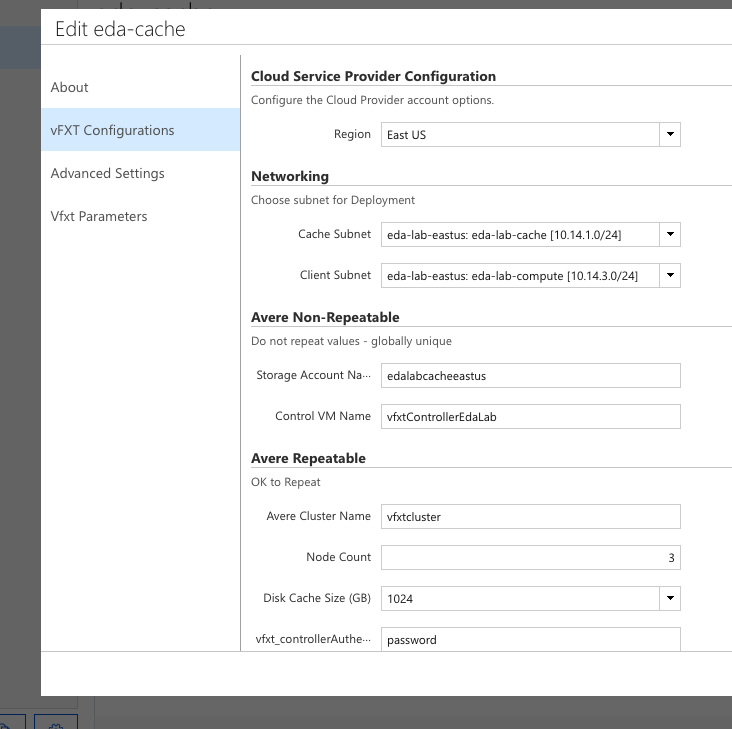 Edit eda-cache
About
vFXT Configurations
Advanced Settings
Vfxt Parameters
Cloud Service Provider Configuration
Configure the Cloud Provider account options.
Region East US
Networking
Choose subnet for Deployment
Cache Subnet eda-lab-eastus: eda-lab-cache [10.14.1.0/24]
Client Subnet eda-lab-eastus: eda-lab-compute [10.14.3.0/24]
Avere Non-Repeatable
Do not repeat values - globally unique
Storage Account Na... edalabcacheeastus
Control VM Name vfxtControllerEdaLab
Avere Repeatable
OK to Repeat
Avere Cluster Name vfxtcluster
Node Count 3
Disk Cache Size (GB) 1024
vfxt_controllerAuthe... password